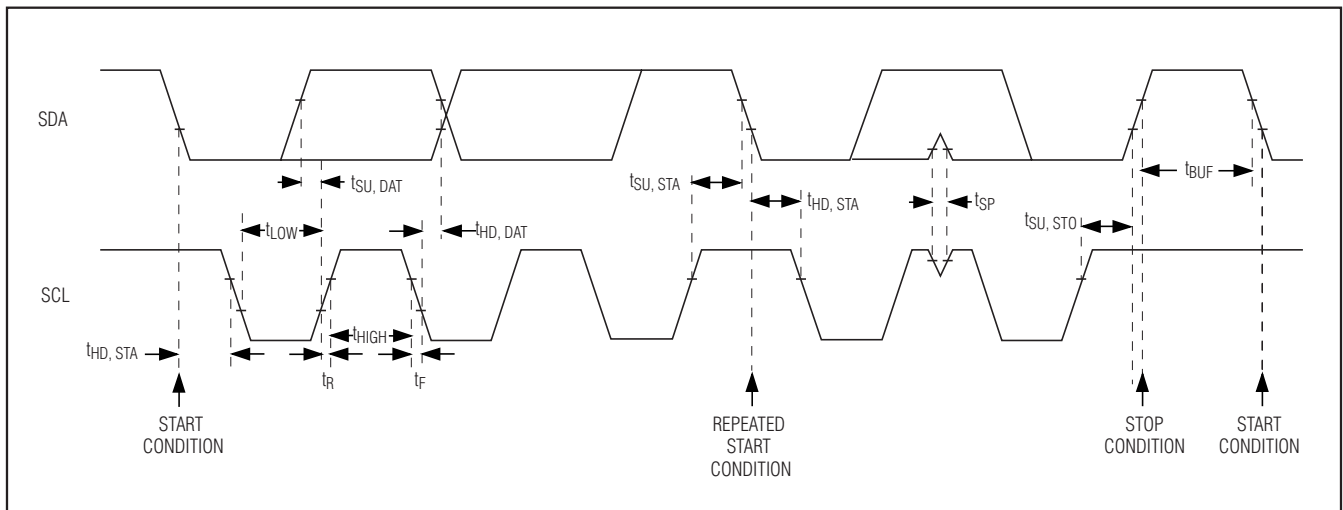 SDA
tSU, DAT
tSU, STA
tHD, STA
tSP
tBUF
tSU, STO
tLOW
tHD, DAT
SCL
tHIGH
tHD, STA
tR
tF
START
CONDITION
REPEATED
START
CONDITION
STOP
CONDITION
START
CONDITION